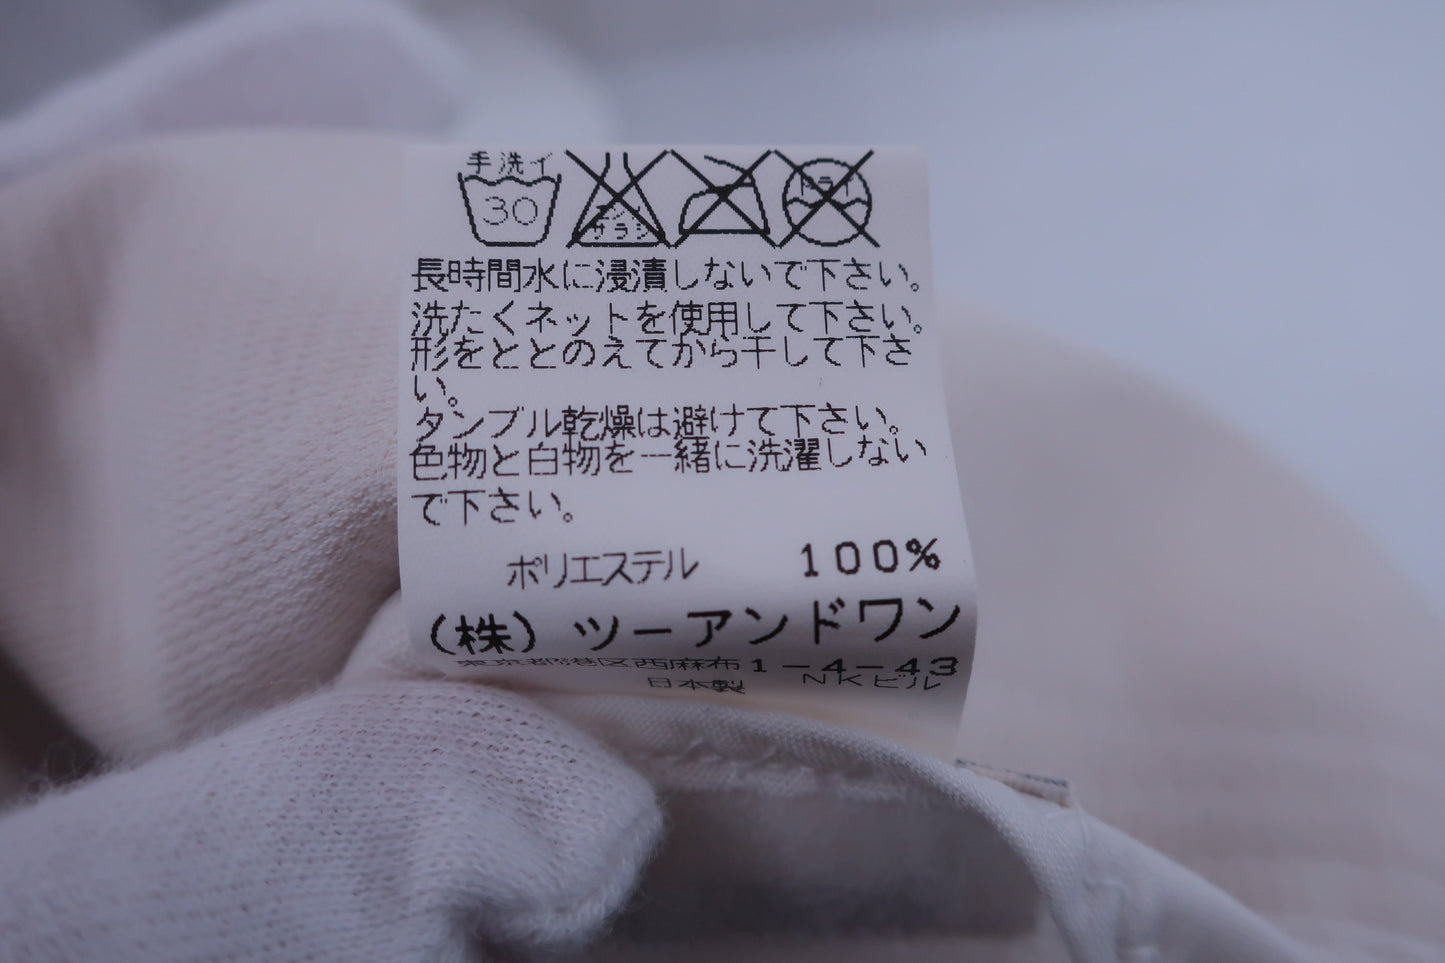 手洗イ
30
エンソ
サラシ
ドライ
長時間水に浸漬しないで下さい。
洗たくネットを使用して下さい。
形をととのえてから干して下さ
い。
タンブル乾燥は避けて下さい。
色物と白物を一緒に洗濯しない
で下さい。
ポリエステル 100%
(株) ツーアンドワン
東京都港区西麻布1-4-43
日本製 NKビル